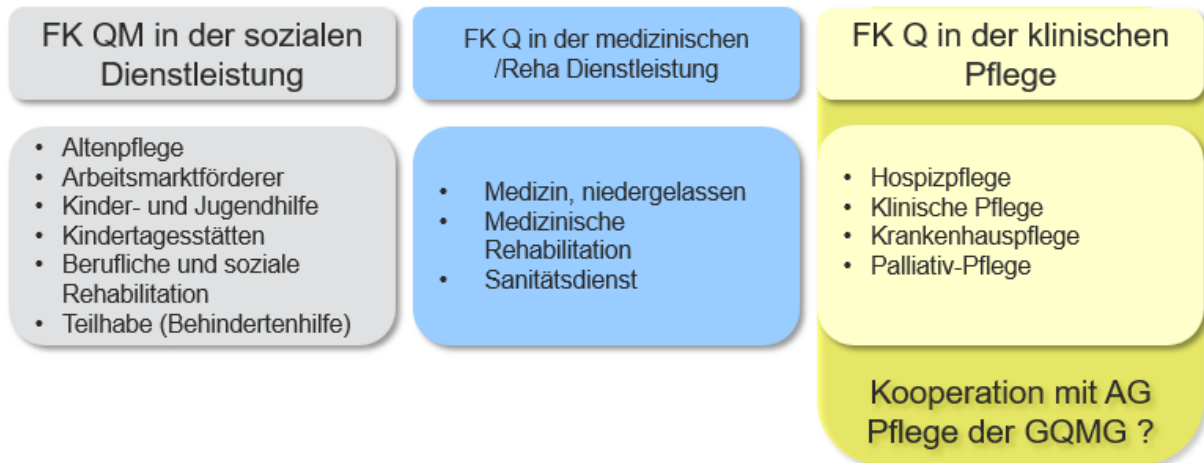 FK QM in der sozialen
Dienstleistung
• Altenpflege
• Arbeitsmarktförderer
• Kinder- und Jugendhilfe
• Kindertagesstätten
• Berufliche und soziale
Rehabilitation
• Teilhabe (Behindertenhilfe)
FK Q in der medizinischen
/Reha Dienstleistung
• Medizin, niedergelassen
• Medizinische
Rehabilitation
• Sanitätsdienst
FK Q in der klinischen
Pflege
• Hospizpflege
• Klinische Pflege
• Krankenhauspflege
• Palliativ-Pflege
Kooperation mit AG
Pflege der GQMG ?